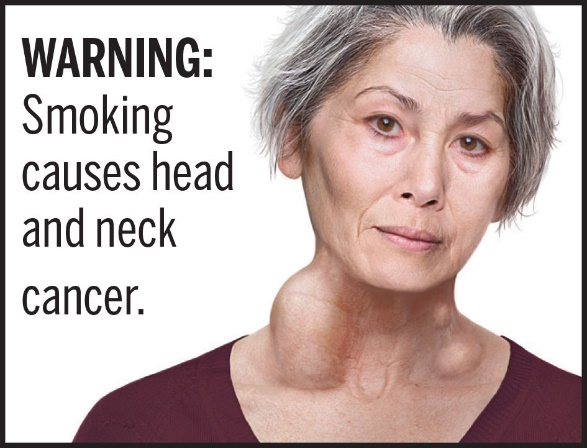 WARNING:
Smoking
causes head
and neck
cancer.